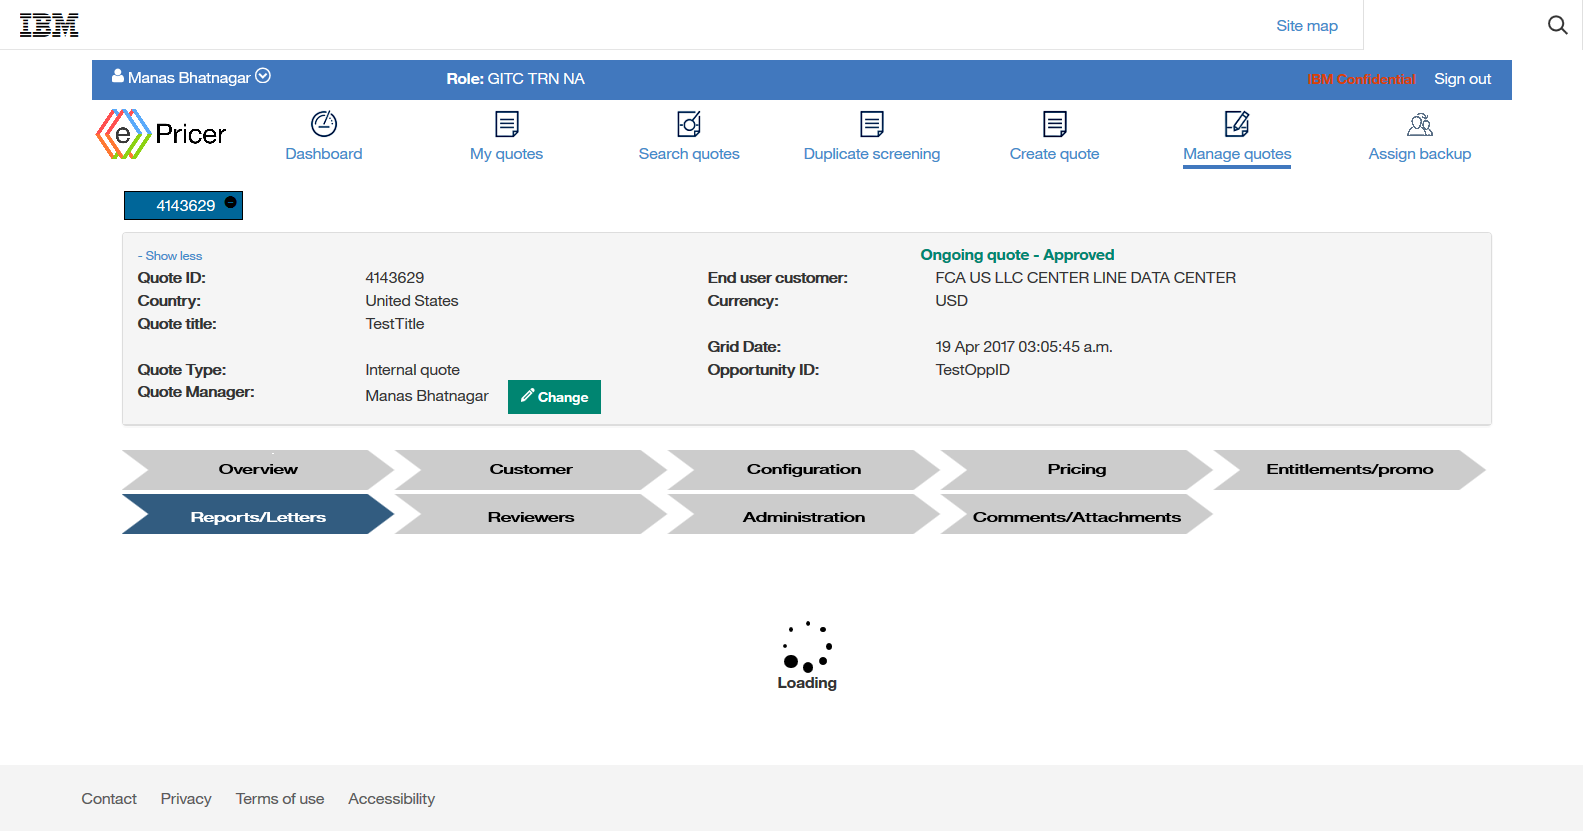 IBM
Site map
Manas Bhatnagar
Role: GITC TRN NA
IBM Confidential
Sign out
e Pricer
Dashboard
My quotes
Search quotes
Duplicate screening
Create quote
Manage quotes
Assign backup
4143629
- Show less
Ongoing quote - Approved
Quote ID: 4143629
End user customer: FCA US LLC CENTER LINE DATA CENTER
Country: United States
Currency: USD
Quote title: TestTitle
Grid Date: 19 Apr 2017 03:05:45 a.m.
Quote Type: Internal quote
Opportunity ID: TestOppID
Quote Manager: Manas Bhatnagar
Change
Overview
Customer
Configuration
Pricing
Entitlements/promo
Reports/Letters
Reviewers
Administration
Comments/Attachments
Loading
Contact
Privacy
Terms of use
Accessibility